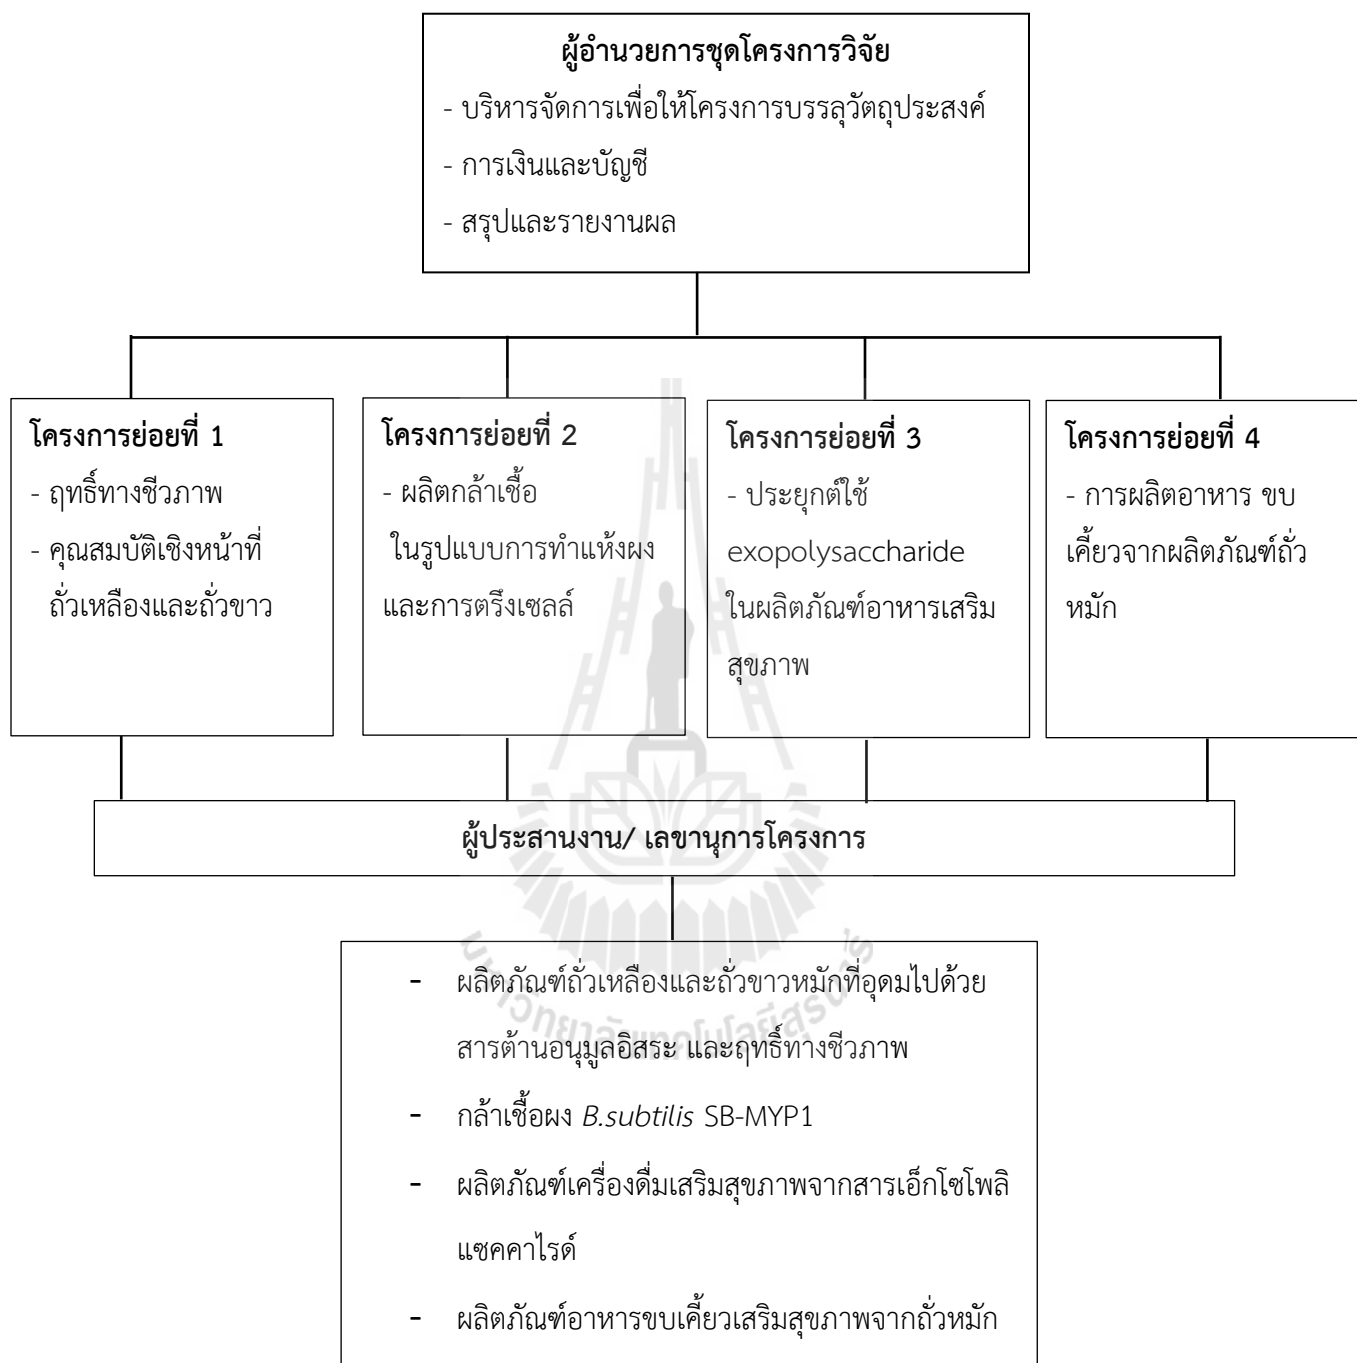 ผู้อำนวยการชุดโครงการวิจัย
- บริหารจัดการเพื่อให้โครงการบรรลุวัตถุประสงค์
- การเงินและบัญชี
- สรุปและรายงานผล
โครงการย่อยที่ 1
- ฤทธิ์ทางชีวภาพ
- คุณสมบัติเชิงหน้าที่
ถั่วเหลืองและถั่วขาว
โครงการย่อยที่ 2
- ผลิตกล้าเชื้อ
ในรูปแบบการทำแห้งผง
และการตรึงเซลล์
โครงการย่อยที่ 3
- ประยุกต์ใช้
exopolysaccharide
ในผลิตภัณฑ์อาหารเสริม
สุขภาพ
โครงการย่อยที่ 4
- การผลิตอาหาร ขบ
เคี้ยวจากผลิตภัณฑ์ถั่ว
หมัก
ผู้ประสานงาน/ เลขานุการโครงการ
- ผลิตภัณฑ์ถั่วเหลืองและถั่วขาวหมักที่อุดมไปด้วย
สารต้านอนุมูลอิสระ และฤทธิ์ทางชีวภาพ
- กล้าเชื้อผง B.subtilis SB-MYP1
- ผลิตภัณฑ์เครื่องดื่มเสริมสุขภาพจากสารเอ็กโซโพลิ
แซคคาไรด์
- ผลิตภัณฑ์อาหารขบเคี้ยวเสริมสุขภาพจากถั่วหมัก
มหาวิทยาลัยเทคโนโลยีสุรนารี